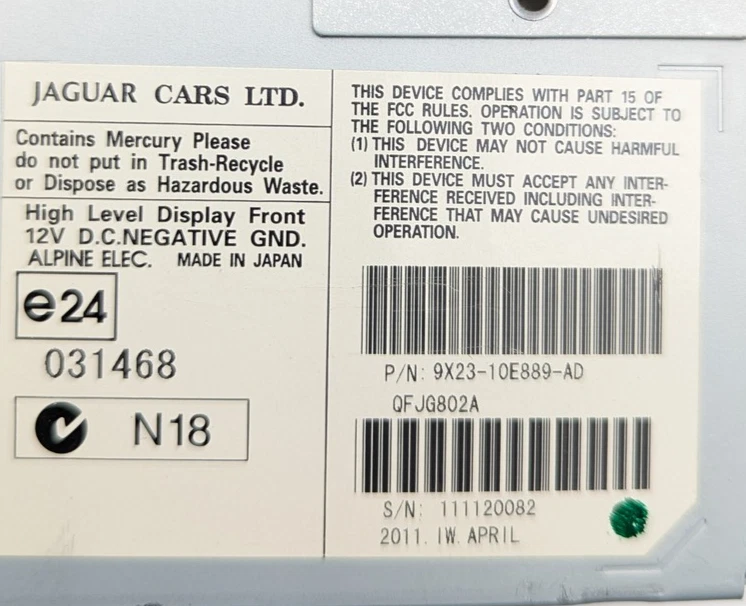 JAGUAR CARS LTD.
Contains Mercury Please
do not put in Trash-Recycle
or Dispose as Hazardous Waste.
High Level Display Front
12V D.C.NEGATIVE GND.
ALPINE ELEC. MADE IN JAPAN
e24
031468
N18
THIS DEVICE COMPLIES WITH PART 15 OF
THE FCC RULES. OPERATION IS SUBJECT TO
THE FOLLOWING TWO CONDITIONS:
(1) THIS DEVICE MAY NOT CAUSE HARMFUL
INTERFERENCE.
(2) THIS DEVICE MUST ACCEPT ANY INTER-
FERENCE RECEIVED INCLUDING INTER-
FERENCE THAT MAY CAUSE UNDESIRED
OPERATION.
P/N: 9X23-10E889-AD
QFJG802A
S/N: 111120082
2011. IW. APRIL